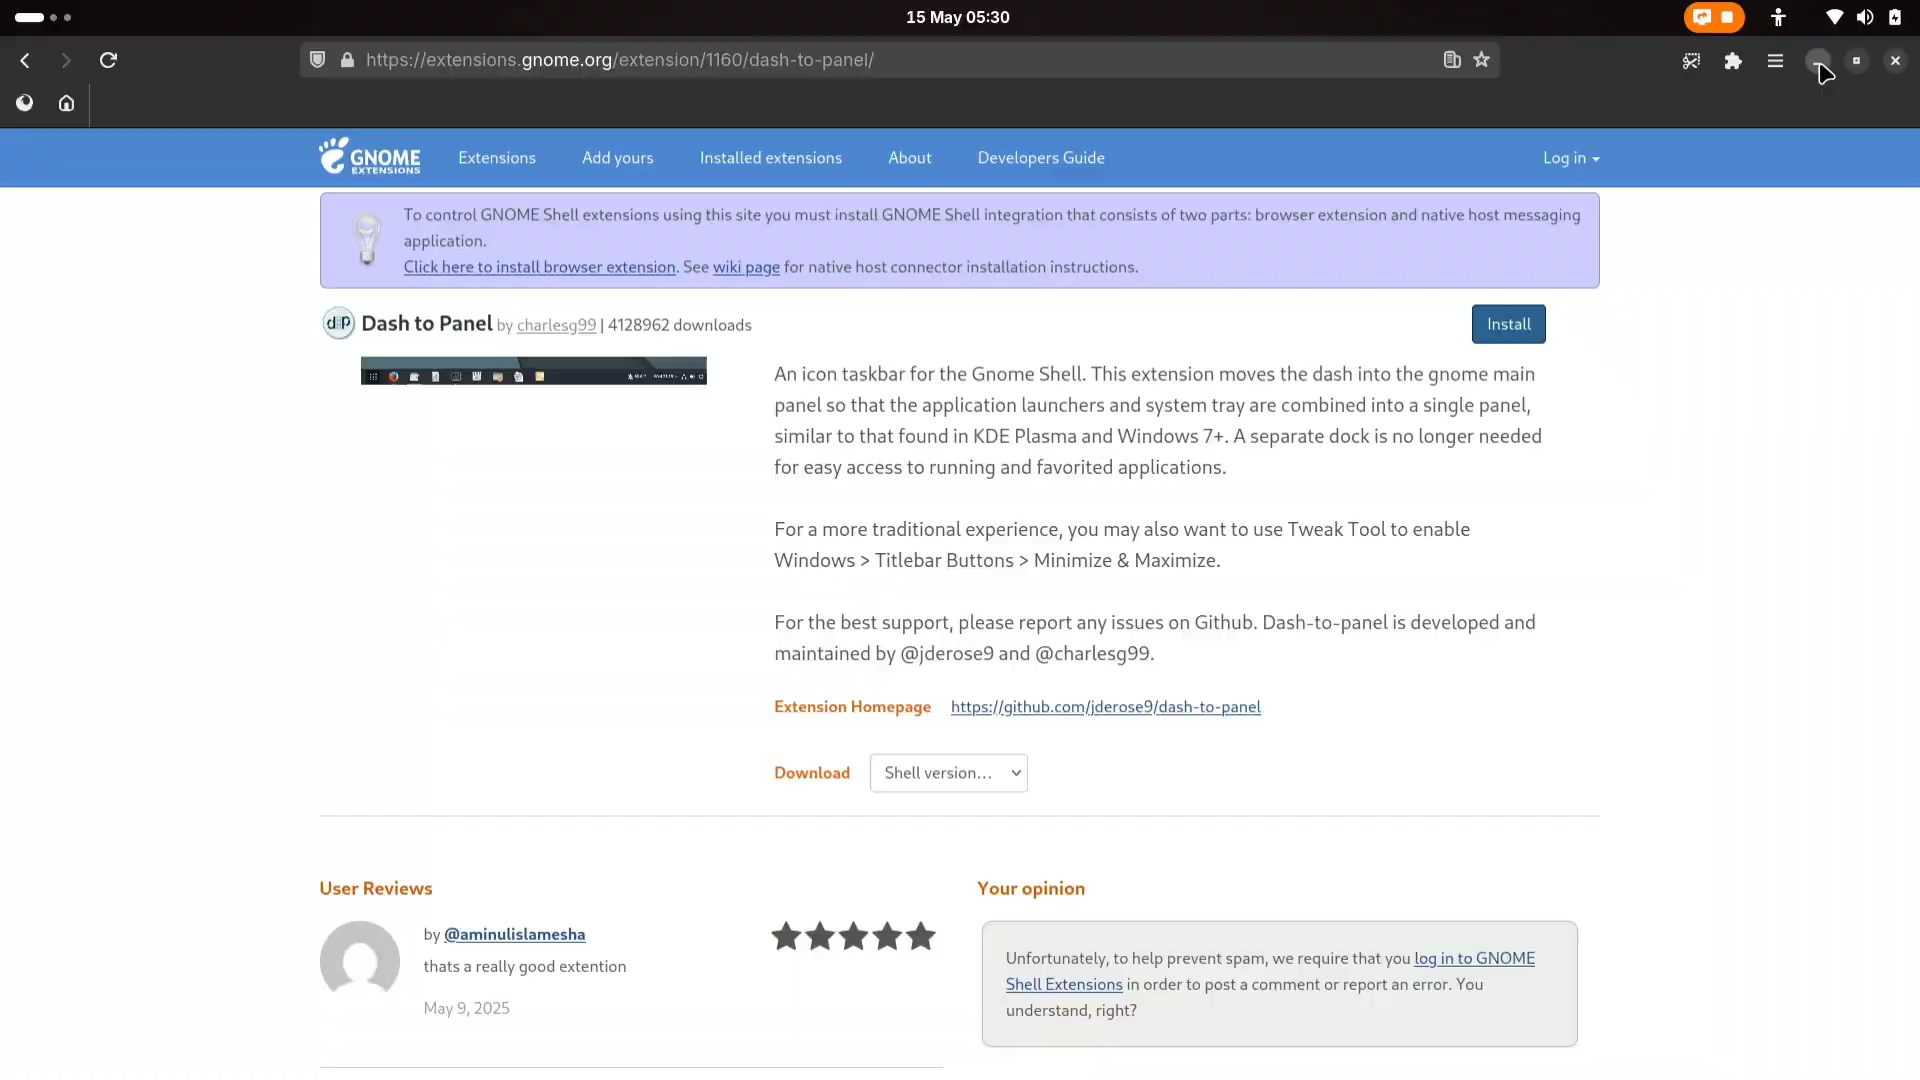 15 May 05:30
https://extensions.gnome.org/extension/1160/dash-to-panel/
GNOME
EXTENSIONS
Extensions
Add yours
Installed extensions
About
Developers Guide
Log in
To control GNOME Shell extensions using this site you must install GNOME Shell integration that consists of two parts: browser extension and native host messaging
application.
Click here to install browser extension. See wiki page for native host connector installation instructions.
Dash to Panel by charlesg99 | 4128962 downloads
Install
An icon taskbar for the Gnome Shell. This extension moves the dash into the gnome main
panel so that the application launchers and system tray are combined into a single panel,
similar to that found in KDE Plasma and Windows 7+. A separate dock is no longer needed
for easy access to running and favorited applications.
For a more traditional experience, you may also want to use Tweak Tool to enable
Windows > Titlebar Buttons > Minimize & Maximize.
For the best support, please report any issues on Github. Dash-to-panel is developed and
maintained by @jderose9 and @charlesg99.
Extension Homepage
https://github.com/jderose9/dash-to-panel
Download
Shell version...
User Reviews
by @aminulislamesha
thats a really good extention
May 9, 2025
Your opinion
Unfortunately, to help prevent spam, we require that you log in to GNOME
Shell Extensions in order to post a comment or report an error. You
understand, right?